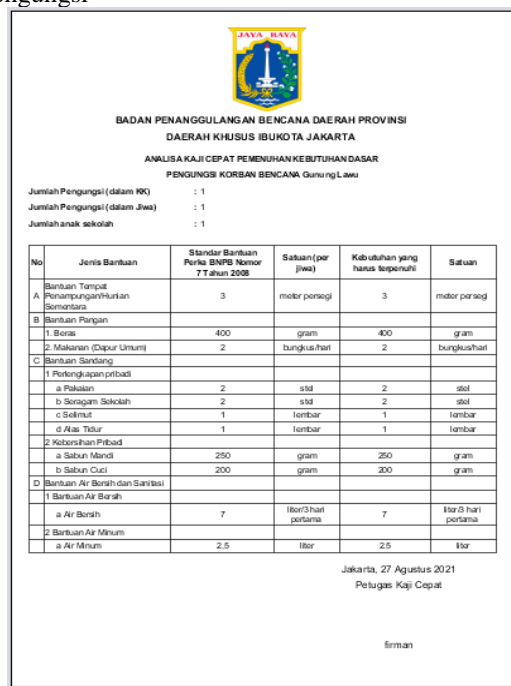 engungsi
JAYA RAYA
BADAN PENANGGULANGAN BENCANA DAERAH PROVINSI
DAERAH KHUSUS IBUKOTA JAKARTA
ANALISA KAJI CEPAT PEMENUHAN KEBUTUHAN DASAR
PENGUNGSI KORBAN BENCANA Gunung Lawu
Jumlah Pengungsi (dalam KK) : 1
Jumlah Pengungsi (dalam Jiwa) : 1
Jumlah anak sekolah : 1
No Jenis Bantuan Standar Bantuan Perka BNPB Nomor 7 Tahun 2008 Satuan (per jiwa) Kebutuhan yang harus terpenuhi Satuan
A Bantuan Tempat Penampungan/Hunian Sementara 3 meter persegi 3 meter persegi
B Bantuan Pangan
1. Beras 400 gram 400 gram
2. Makanan (Dapur Umum) 2 bungkus/hari 2 bungkus/hari
C Bantuan Sandang
1 Perlengkapan pribadi
a Pakaian 2 stel 2 stel
b Seragam Sekolah 2 stel 2 stel
c Selimut 1 lembar 1 lembar
d Alas Tidur 1 lembar 1 lembar
2 Kebersihan Pribadi
a Sabun Mandi 250 gram 250 gram
b Sabun Cuci 200 gram 200 gram
D Bantuan Air Bersih dan Sanitasi
1 Bantuan Air Bersih
a Air Bersih 7 liter/3 hari pertama 7 liter/3 hari pertama
2 Bantuan Air Minum
a Air Minum 2,5 liter 2.5 liter
Jakarta, 27 Agustus 2021
Petugas Kaji Cepat
firman